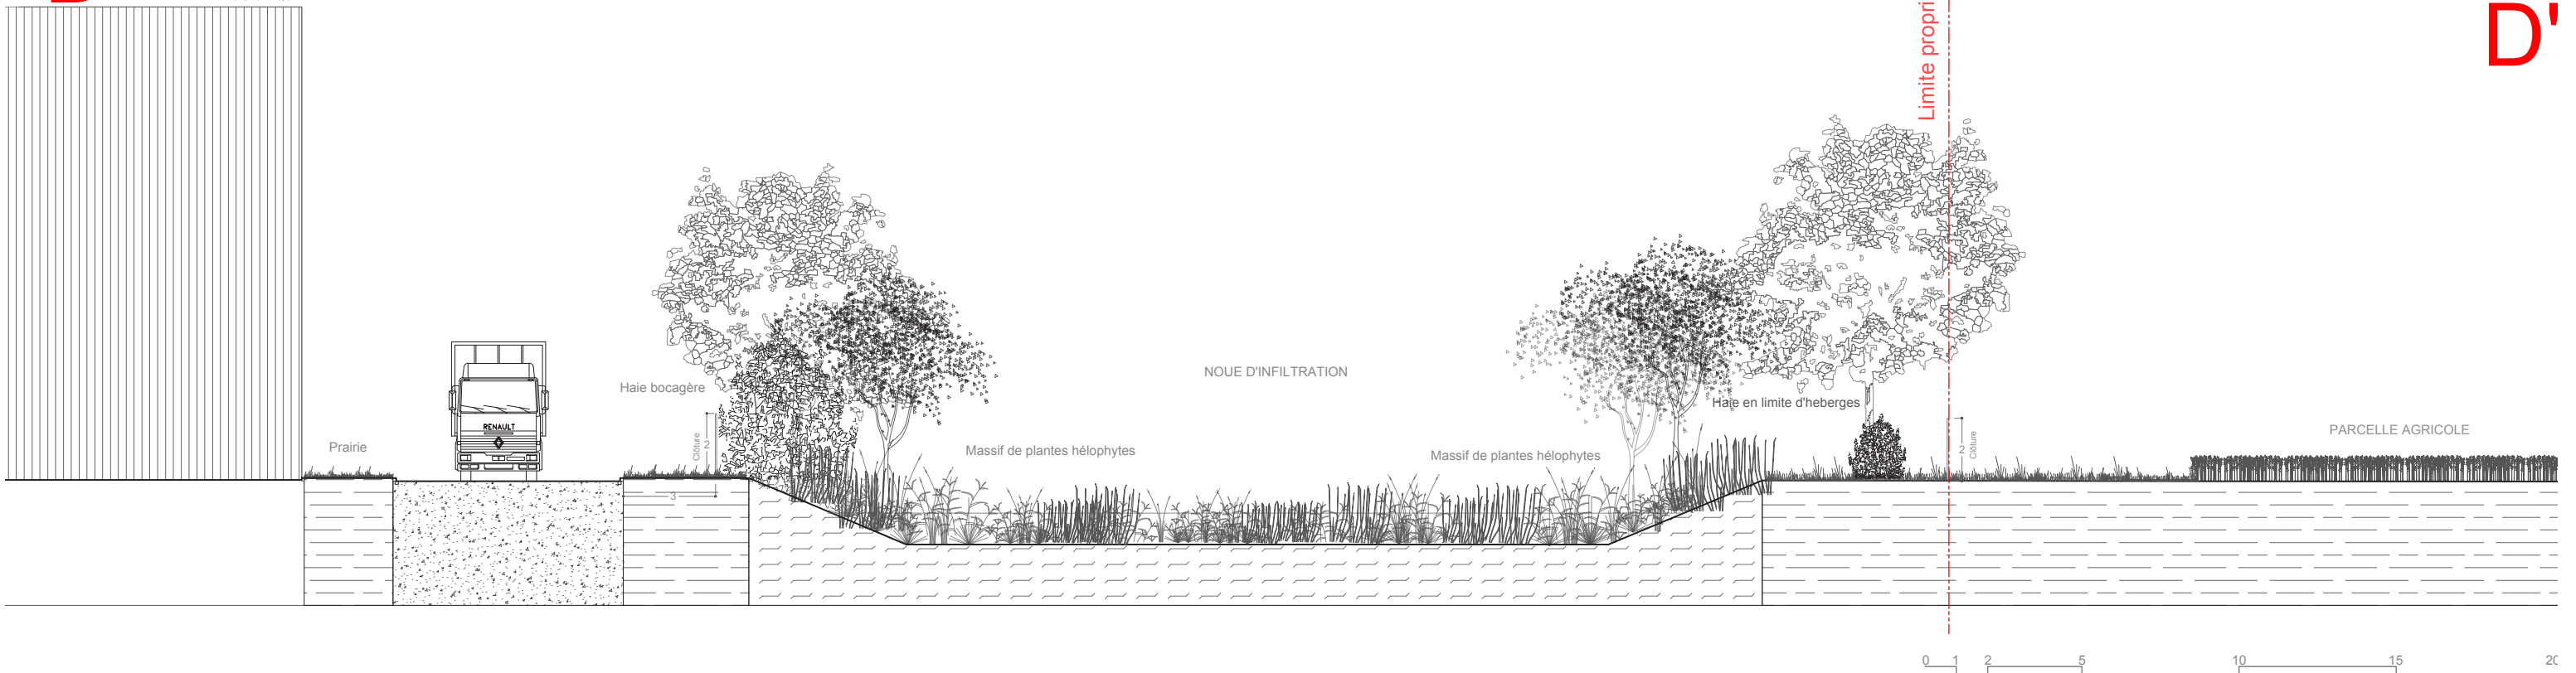 Limite propri
D'
NOUE D'INFILTRATION
Haie bocagère
Haie en limite d'heberges
RENAULT
Clôture
2
2
Clôture
PARCELLE AGRICOLE
Prairie
Massif de plantes hélophytes
Massif de plantes hélophytes
3
0 1 2 5 10 15 20